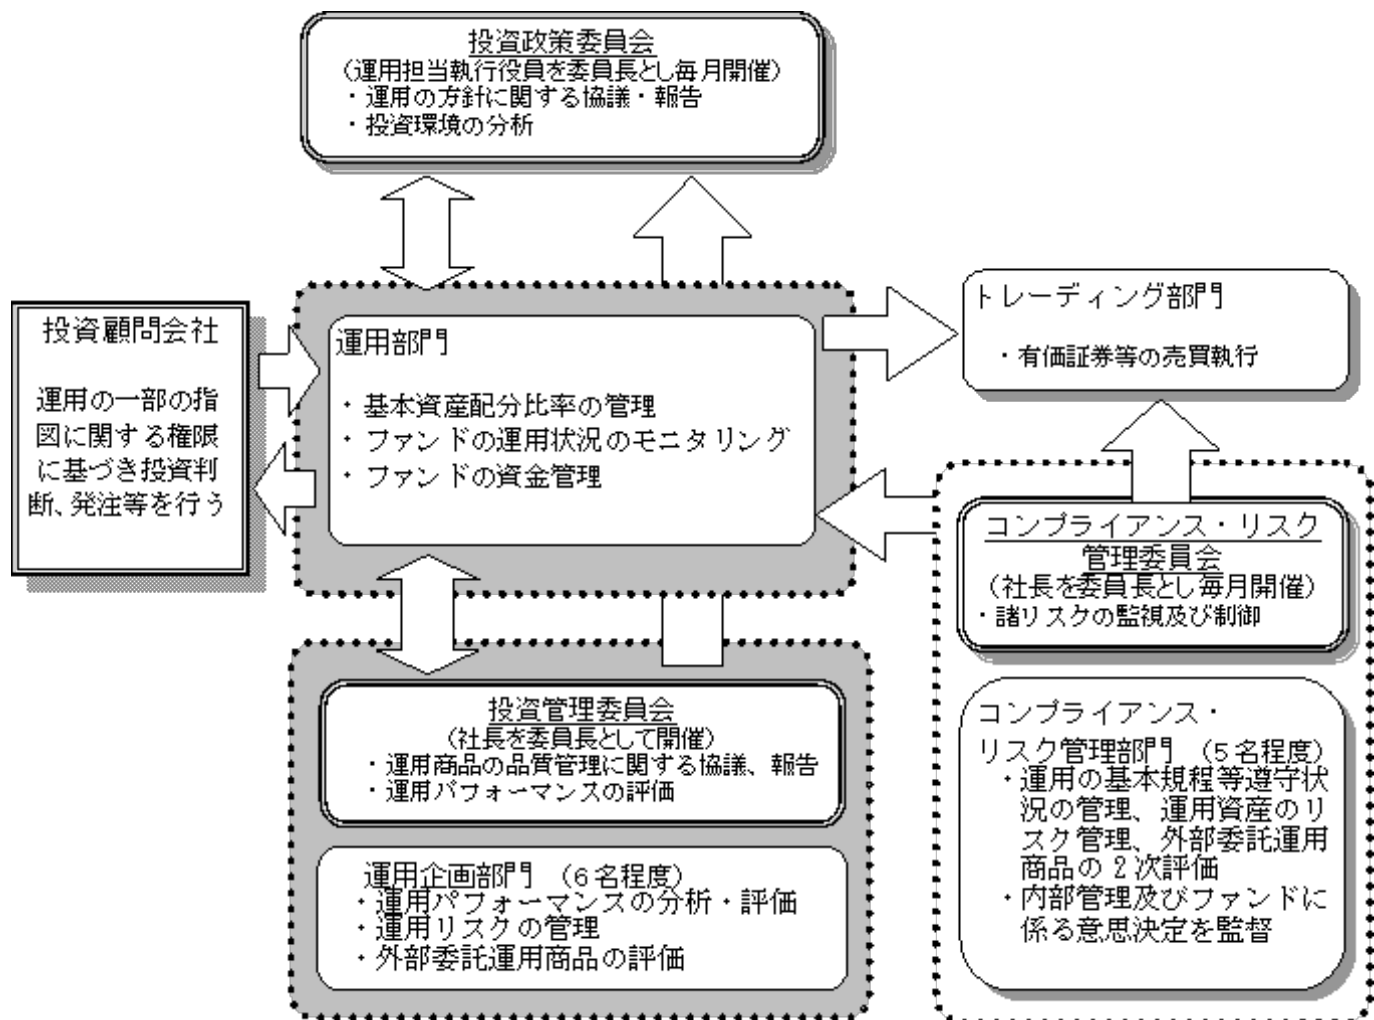 投資政策委員会
（運用担当執行役員を委員長とし毎月開催）
・運用の方針に関する協議・報告
・投資環境の分析
投資顧問会社
運用の一部の指
図に関する権限
に基づき投資判
断、発注等を行う
運用部門
・基本資産配分比率の管理
・ファンドの運用状況のモニタリング
・ファンドの資金管理
トレーディング部門
・有価証券等の売買執行
コンプライアンス・リスク
管理委員会
（社長を委員長とし毎月開催）
・諸リスクの監視及び制御
投資管理委員会
（社長を委員長として開催）
・運用商品の品質管理に関する協議、報告
・運用パフォーマンスの評価
運用企画部門　（６名程度）
・運用パフォーマンスの分析・評価
・運用リスクの管理
・外部委託運用商品の評価
コンプライアンス・
リスク管理部門　（５名程度）
・運用の基本規程等遵守状
況の管理、運用資産のリ
スク管理、外部委託運用
商品の２次評価
・内部管理及びファンドに
係る意思決定を監督